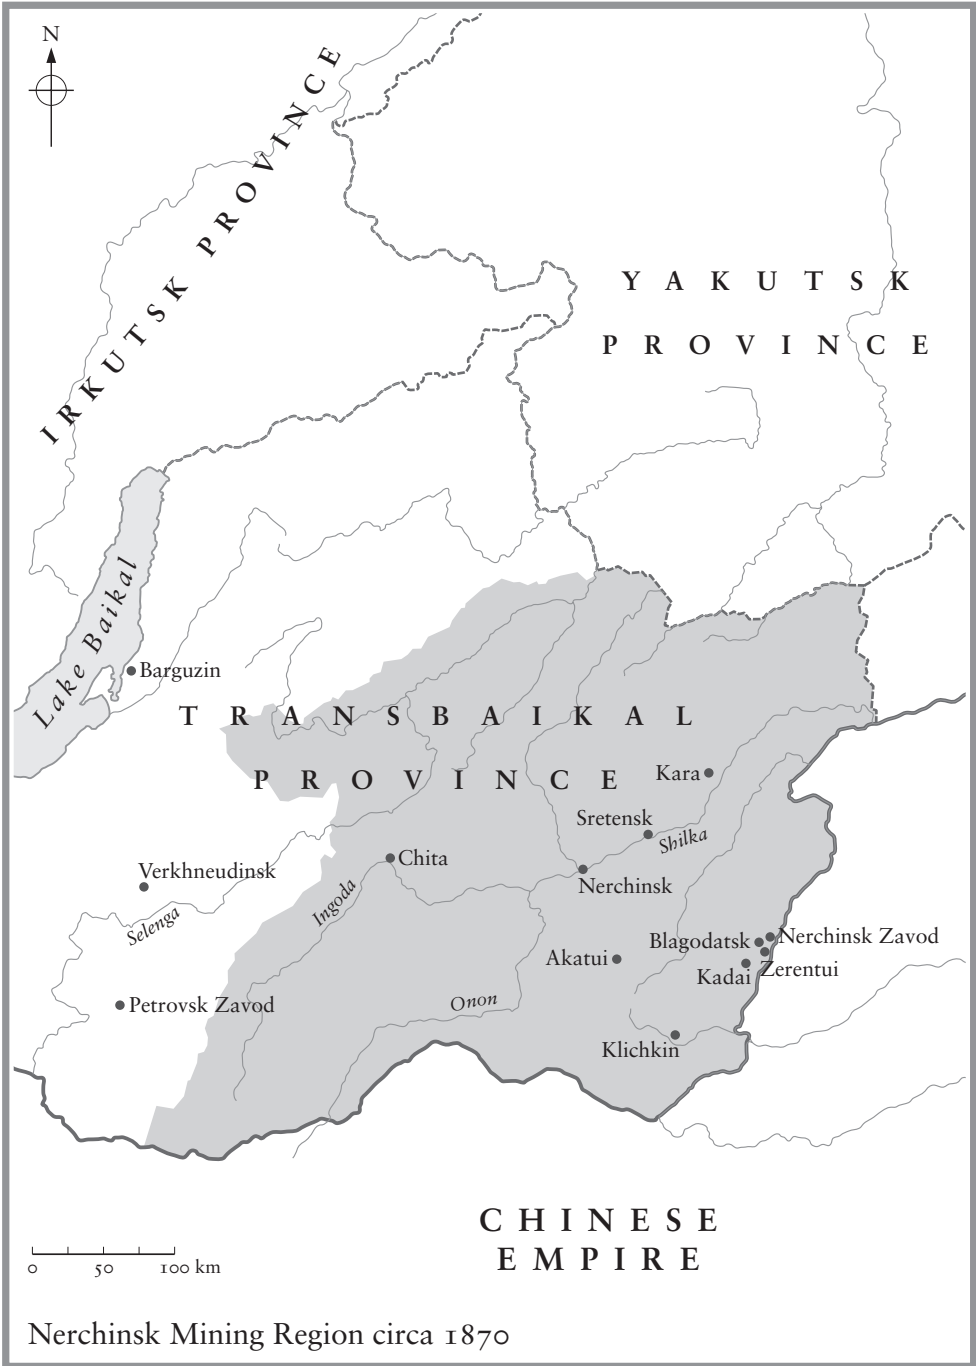 N
IRKUTSK PROVINCE
YAKUTSK
PROVINCE
Lake Baikal
Barguzin
TRANSBAIKAL
PROVINCE
Kara
Sretensk
Shilka
Chita
Nerchinsk
Verkhneudinsk
Ingoda
Selenga
Blagodatsk
Nerchinsk Zavod
Akatui
Zerentui
Kadai
Petrovsk Zavod
Onon
Klichkin
CHINESE
EMPIRE
0 50 100 km
Nerchinsk Mining Region circa 1870